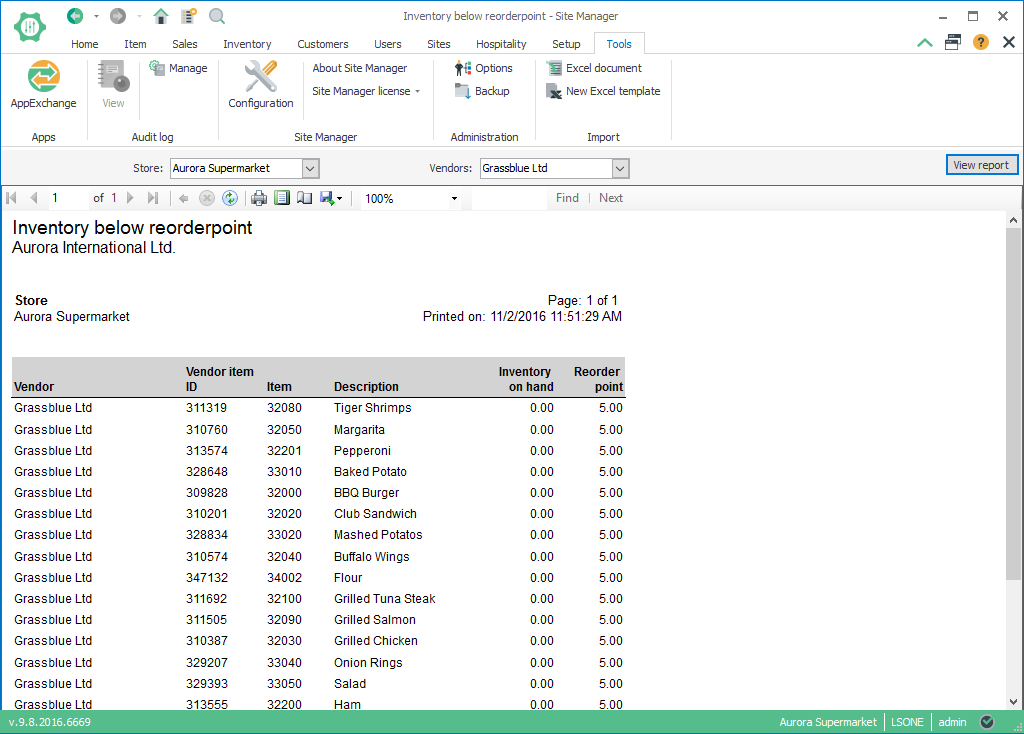 Inventory below reorderpoint - Site Manager
Home Item Sales Inventory Customers Users Sites Hospitality Setup Tools
AppExchange
Apps
View
Manage
Audit log
Configuration
About Site Manager
Site Manager license
Site Manager
Options
Backup
Administration
Excel document
New Excel template
Import
Store: Aurora Supermarket Vendors: Grassblue Ltd View report
1 of 1 100% Find | Next
Inventory below reorderpoint
Aurora International Ltd.
Store Page: 1 of 1
Aurora Supermarket Printed on: 11/2/2016 11:51:29 AM
Vendor item Inventory Reorder
Vendor ID Item Description on hand point
Grassblue Ltd 311319 32080 Tiger Shrimps 0.00 5.00
Grassblue Ltd 310760 32050 Margarita 0.00 5.00
Grassblue Ltd 313574 32201 Pepperoni 0.00 5.00
Grassblue Ltd 328648 33010 Baked Potato 0.00 5.00
Grassblue Ltd 309828 32000 BBQ Burger 0.00 5.00
Grassblue Ltd 310201 32020 Club Sandwich 0.00 5.00
Grassblue Ltd 328834 33020 Mashed Potatos 0.00 5.00
Grassblue Ltd 310574 32040 Buffalo Wings 0.00 5.00
Grassblue Ltd 347132 34002 Flour 0.00 5.00
Grassblue Ltd 311692 32100 Grilled Tuna Steak 0.00 5.00
Grassblue Ltd 311505 32090 Grilled Salmon 0.00 5.00
Grassblue Ltd 310387 32030 Grilled Chicken 0.00 5.00
Grassblue Ltd 329207 33040 Onion Rings 0.00 5.00
Grassblue Ltd 329393 33050 Salad 0.00 5.00
Grassblue Ltd 313555 32200 Ham 0.00 5.00
v.9.8.2016.6669 Aurora Supermarket LSONE admin